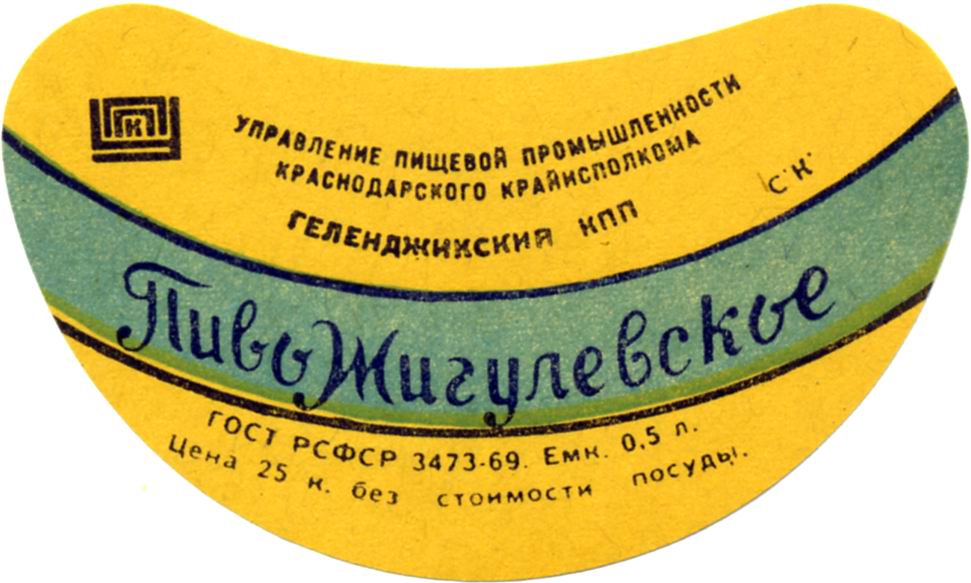 ГПК
УПРАВЛЕНИЕ ПИЩЕВОЙ ПРОМЫШЛЕННОСТИ
КРАСНОДАРСКОГО КРАЙИСПОЛКОМА
ГЕЛЕНДЖИКСКИЙ КПП
С"К"
Пиво Жигулевское
ГОСТ РСФСР 3473-69. Емк. 0,5 л.
Цена 25 к. без стоимости посуды.